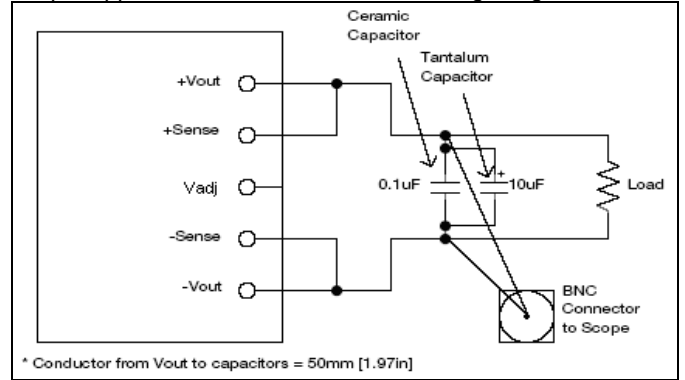 Ceramic
Capacitor
Tantalum
Capacitor
+Vout
+Sense
Vadj
-Sense
-Vout
0.1uF
+
10uF
Load
BNC
Connector
to Scope
* Conductor from Vout to capacitors = 50mm [1.97in]